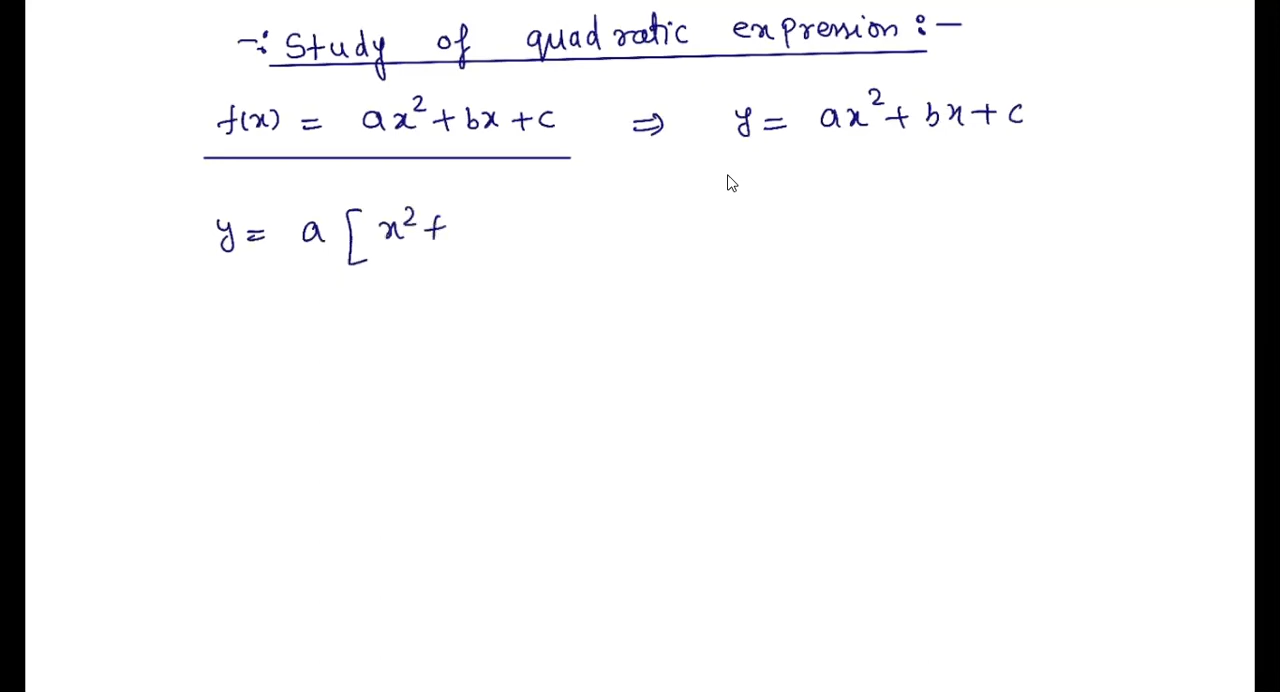 -: Study of quadratic expression :-
f(x) = ax² + bx + c ⇒ y = ax² + bx + c
y = a [ x² +